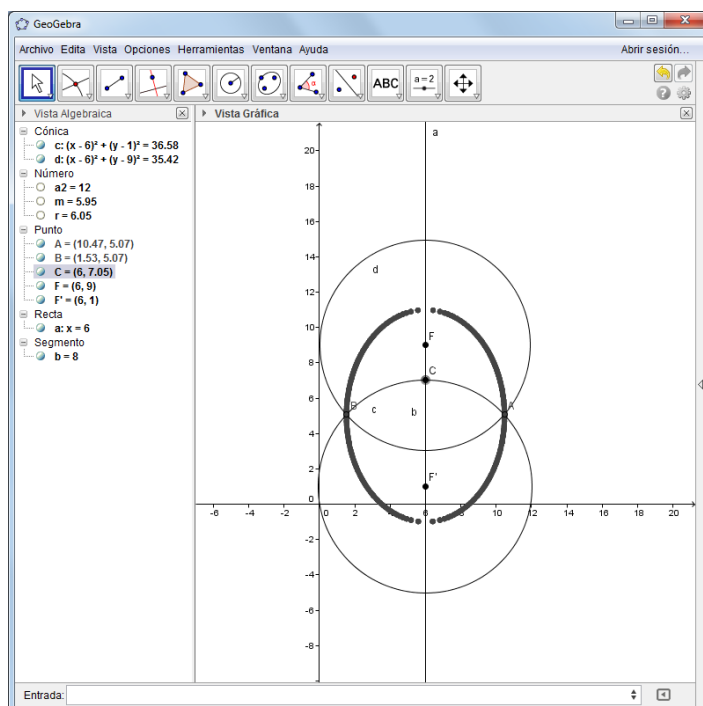 GeoGebra
Archivo Edita Vista Opciones Herramientas Ventana Ayuda Abrir sesión...
ABC a=2
Vista Algebraica
Cónica
c: (x - 6)² + (y - 1)² = 36.58
d: (x - 6)² + (y - 9)² = 35.42
Número
a2 = 12
m = 5.95
r = 6.05
Punto
A = (10.47, 5.07)
B = (1.53, 5.07)
C = (6, 7.05)
F = (6, 9)
F' = (6, 1)
Recta
a: x = 6
Segmento
b = 8
Vista Gráfica
a
20
18
16
14
d
12
10
F
8
C
6
B c b A
4
2
F'
0
-6 -4 -2 0 2 4 6 8 10 12 14 16 18 20
-2
-4
-6
-8
Entrada: